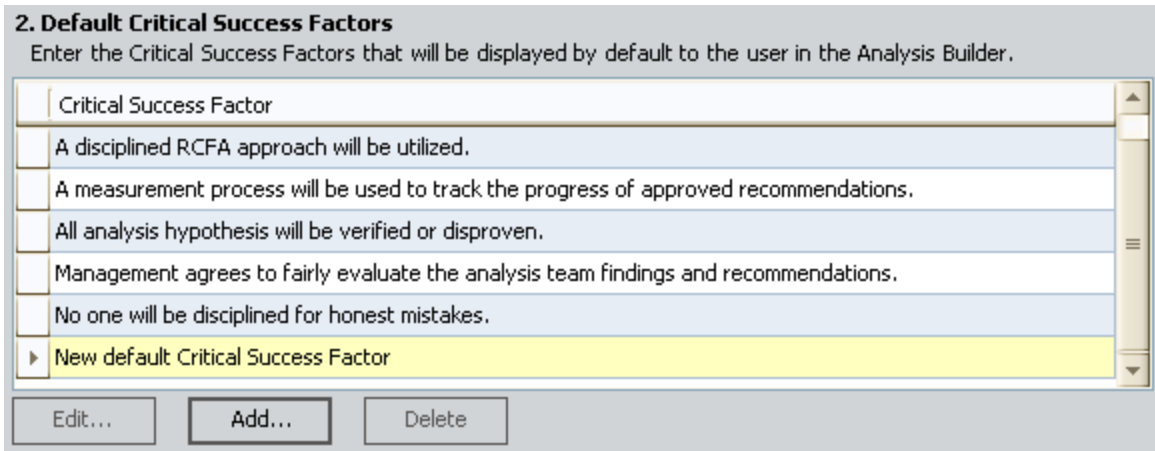 2. Default Critical Success Factors
Enter the Critical Success Factors that will be displayed by default to the user in the Analysis Builder.
Critical Success Factor
A disciplined RCFA approach will be utilized.
A measurement process will be used to track the progress of approved recommendations.
All analysis hypothesis will be verified or disproven.
Management agrees to fairly evaluate the analysis team findings and recommendations.
No one will be disciplined for honest mistakes.
New default Critical Success Factor
Edit... Add... Delete